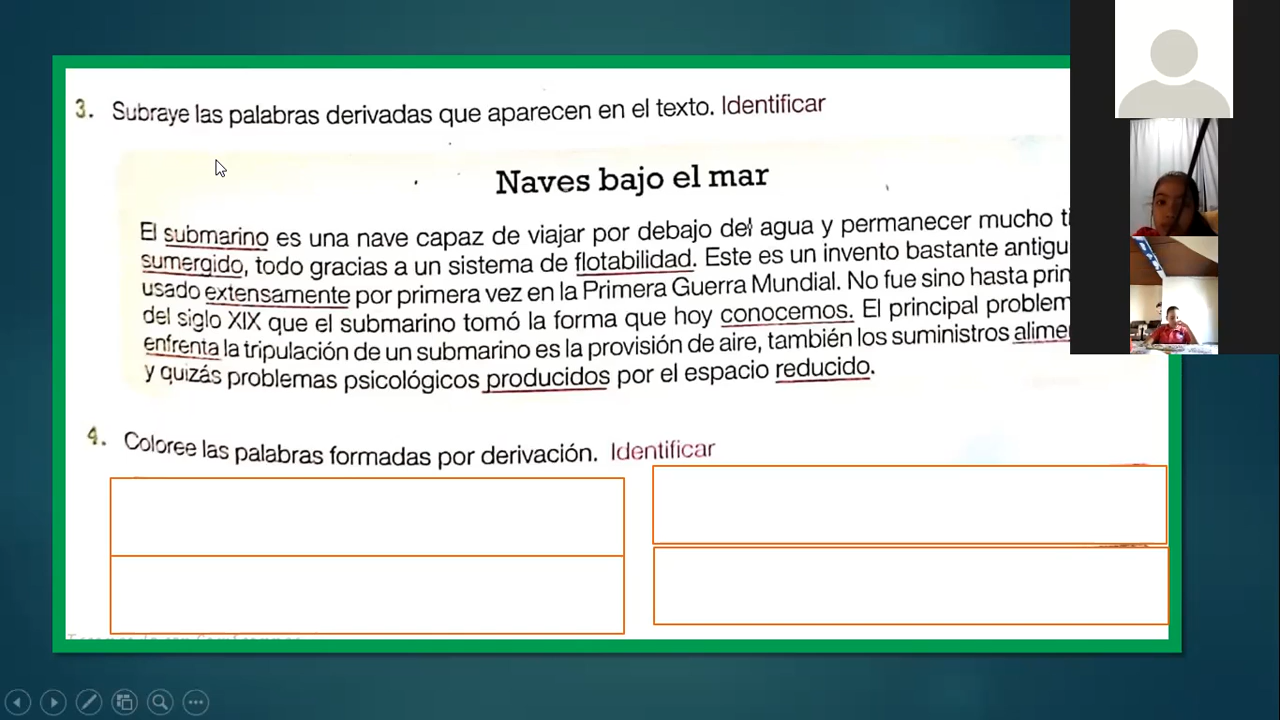 3. Subraye las palabras derivadas que aparecen en el texto. Identificar
Naves bajo el mar
El submarino es una nave capaz de viajar por debajo del agua y permanecer mucho
sumergido, todo gracias a un sistema de flotabilidad. Este es un invento bastante
usado extensamente por primera vez en la Primera Guerra Mundial. No fue sino hasta
del siglo XIX que el submarino tomó la forma que hoy conocemos. El principal
enfrenta la tripulación de un submarino es la provisión de aire, también los suministros
y quizás problemas psicológicos producidos por el espacio reducido.
4. Coloree las palabras formadas por derivación. Identificar